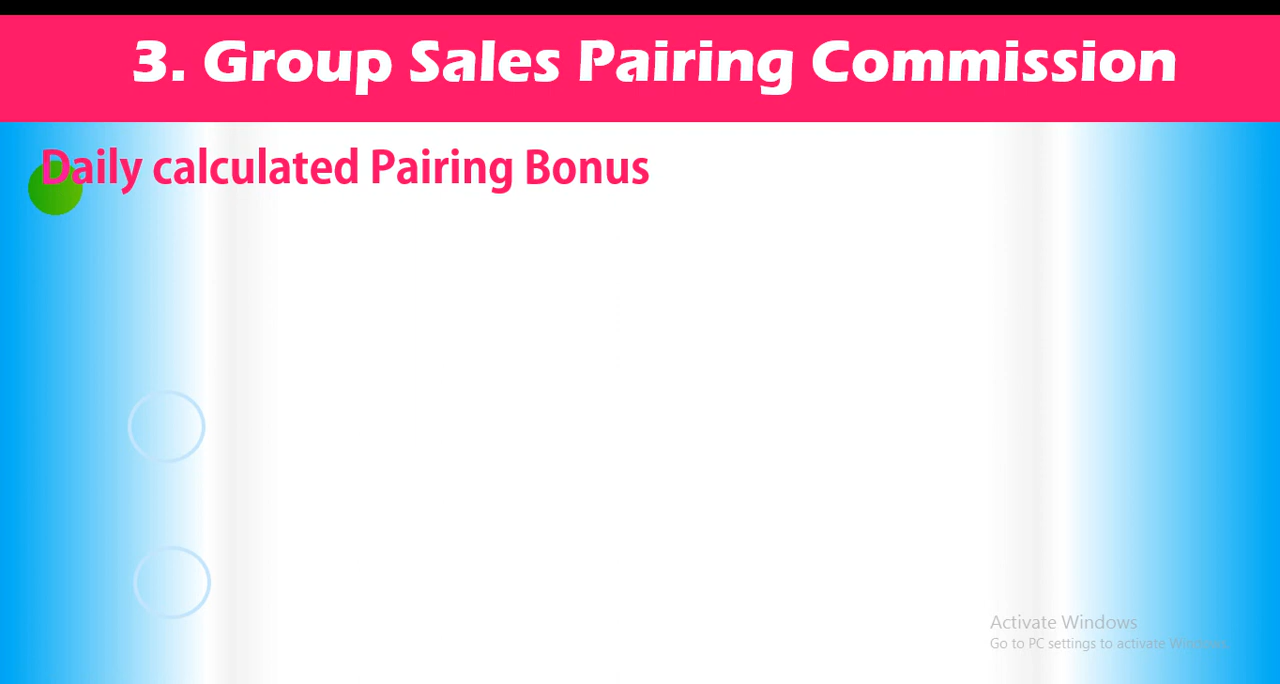 3. Group Sales Pairing Commission
Daily calculated Pairing Bonus
Activate Windows
Go to PC settings to activate Windows.